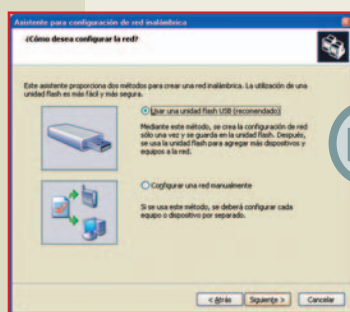 Asistente para configuración de red inalámbrica
¿Cómo desea configurar la red?
Este asistente proporciona dos métodos para crear una red inalámbrica. La utilización de una
unidad flash es más fácil y más segura.
Usar una unidad flash USB (recomendado)
Mediante este método, se crea la configuración de red
sólo una vez y se guarda en la unidad flash. Después,
se usa la unidad flash para agregar más dispositivos y
equipos a la red.
Configurar una red manualmente
Si se usa este método, se deberá configurar cada
equipo o dispositivo por separado.
< Atrás Siguiente > Cancelar